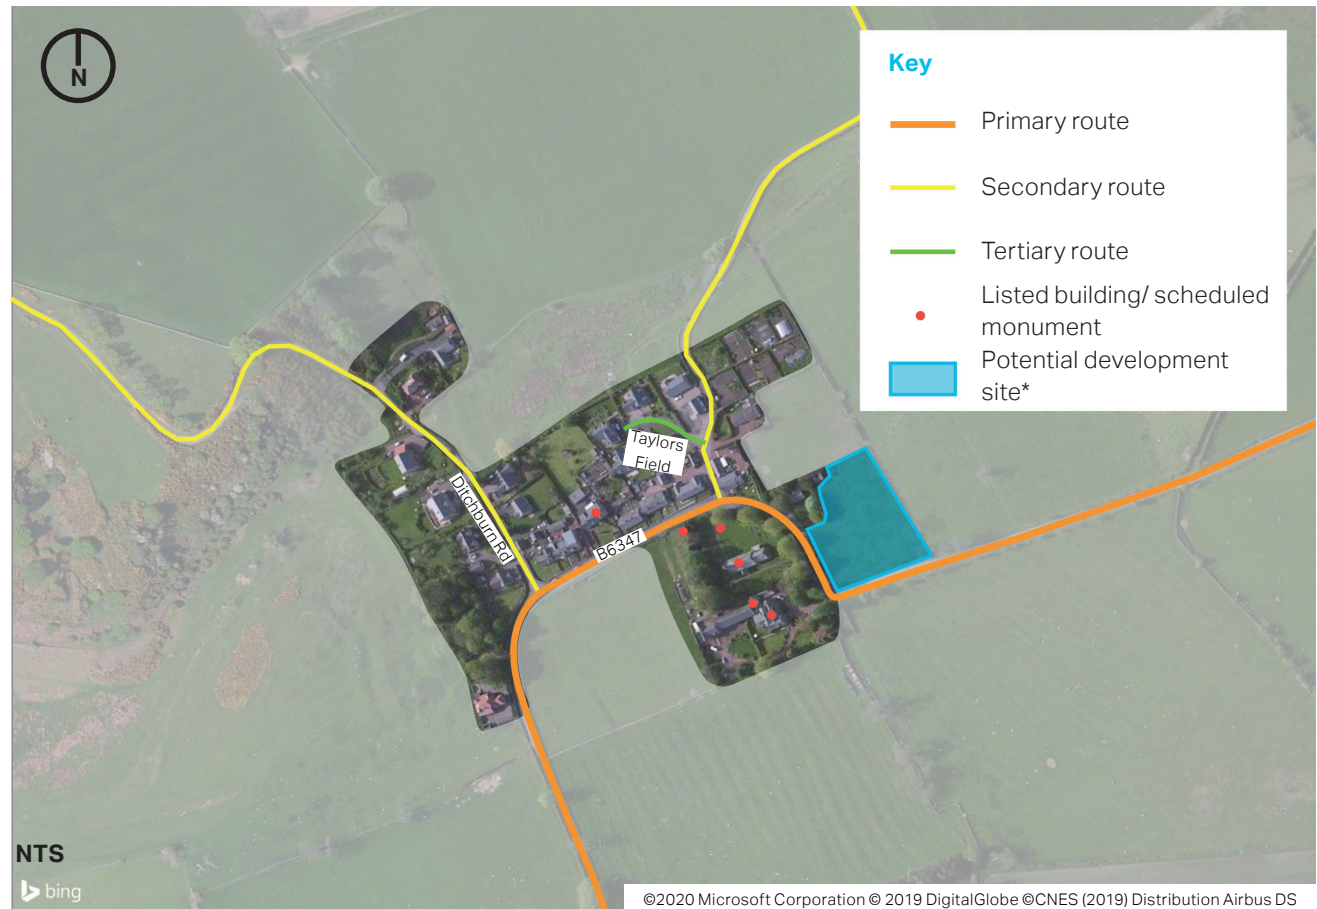 N
Key
Primary route
Secondary route
Tertiary route
Listed building/ scheduled
monument
Potential development
site*
Taylors
Field
Ditchburn Rd
B6347
NTS
bing
©2020 Microsoft Corporation © 2019 DigitalGlobe ©CNES (2019) Distribution Airbus DS